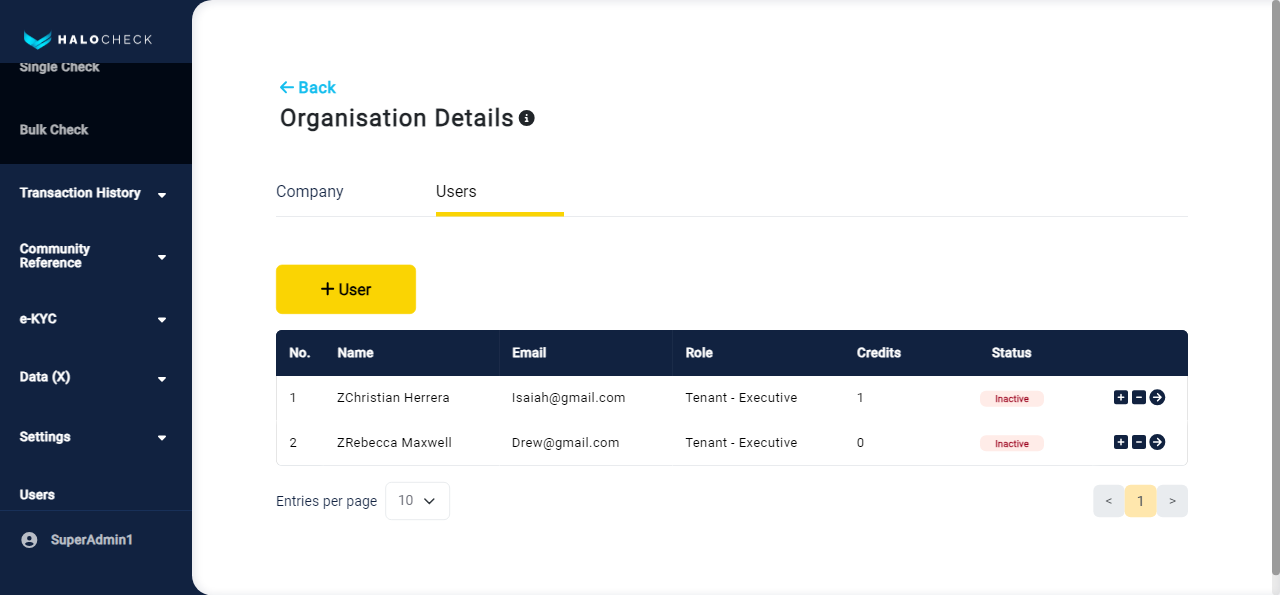 HALOCHECK
Single Check
Bulk Check
Transaction History
Community
Reference
e-KYC
Data (X)
Settings
Users
SuperAdmin1
Back
Organisation Details
Company Users
+ User
No. Name Email Role Credits Status
1 ZChristian Herrera Isaiah@gmail.com Tenant - Executive 1 Inactive
2 ZRebecca Maxwell Drew@gmail.com Tenant - Executive 0 Inactive
Entries per page 10 < 1 >